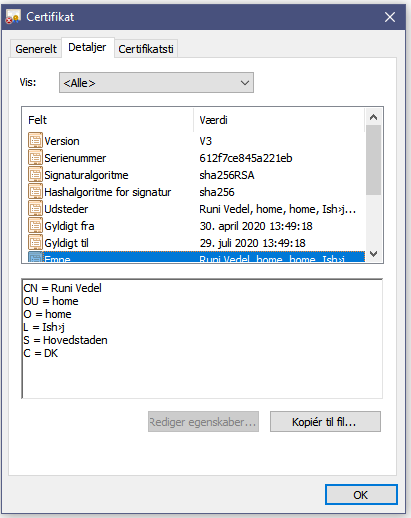 Certifikat
Generelt Detaljer Certifikatsti
Vis: <Alle>
Felt Værdi
Version V3
Serienummer 612f7ce845a221eb
Signaturalgoritme sha256RSA
Hashalgoritme for signatur sha256
Udsteder Runi Vedel, home, home, Ish›j...
Gyldigt fra 30. april 2020 13:49:18
Gyldigt til 29. juli 2020 13:49:18
Emne Runi Vedel, home, home, Ish›j
CN = Runi Vedel
OU = home
O = home
L = Ish›j
S = Hovedstaden
C = DK
Rediger egenskaber... Kopiér til fil...
OK